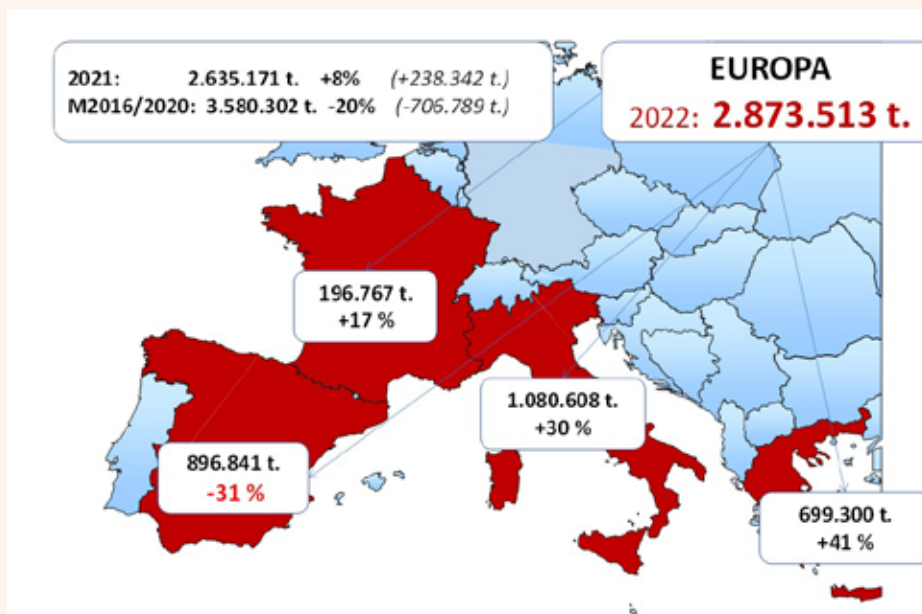 2021: 2.635.171 t. +8% (+238.342 t.)
M2016/2020: 3.580.302 t. -20% (-706.789 t.)
EUROPA
2022: 2.873.513 t.
196.767 t.
+17 %
1.080.608 t.
+30 %
896.841 t.
-31 %
699.300 t.
+41 %